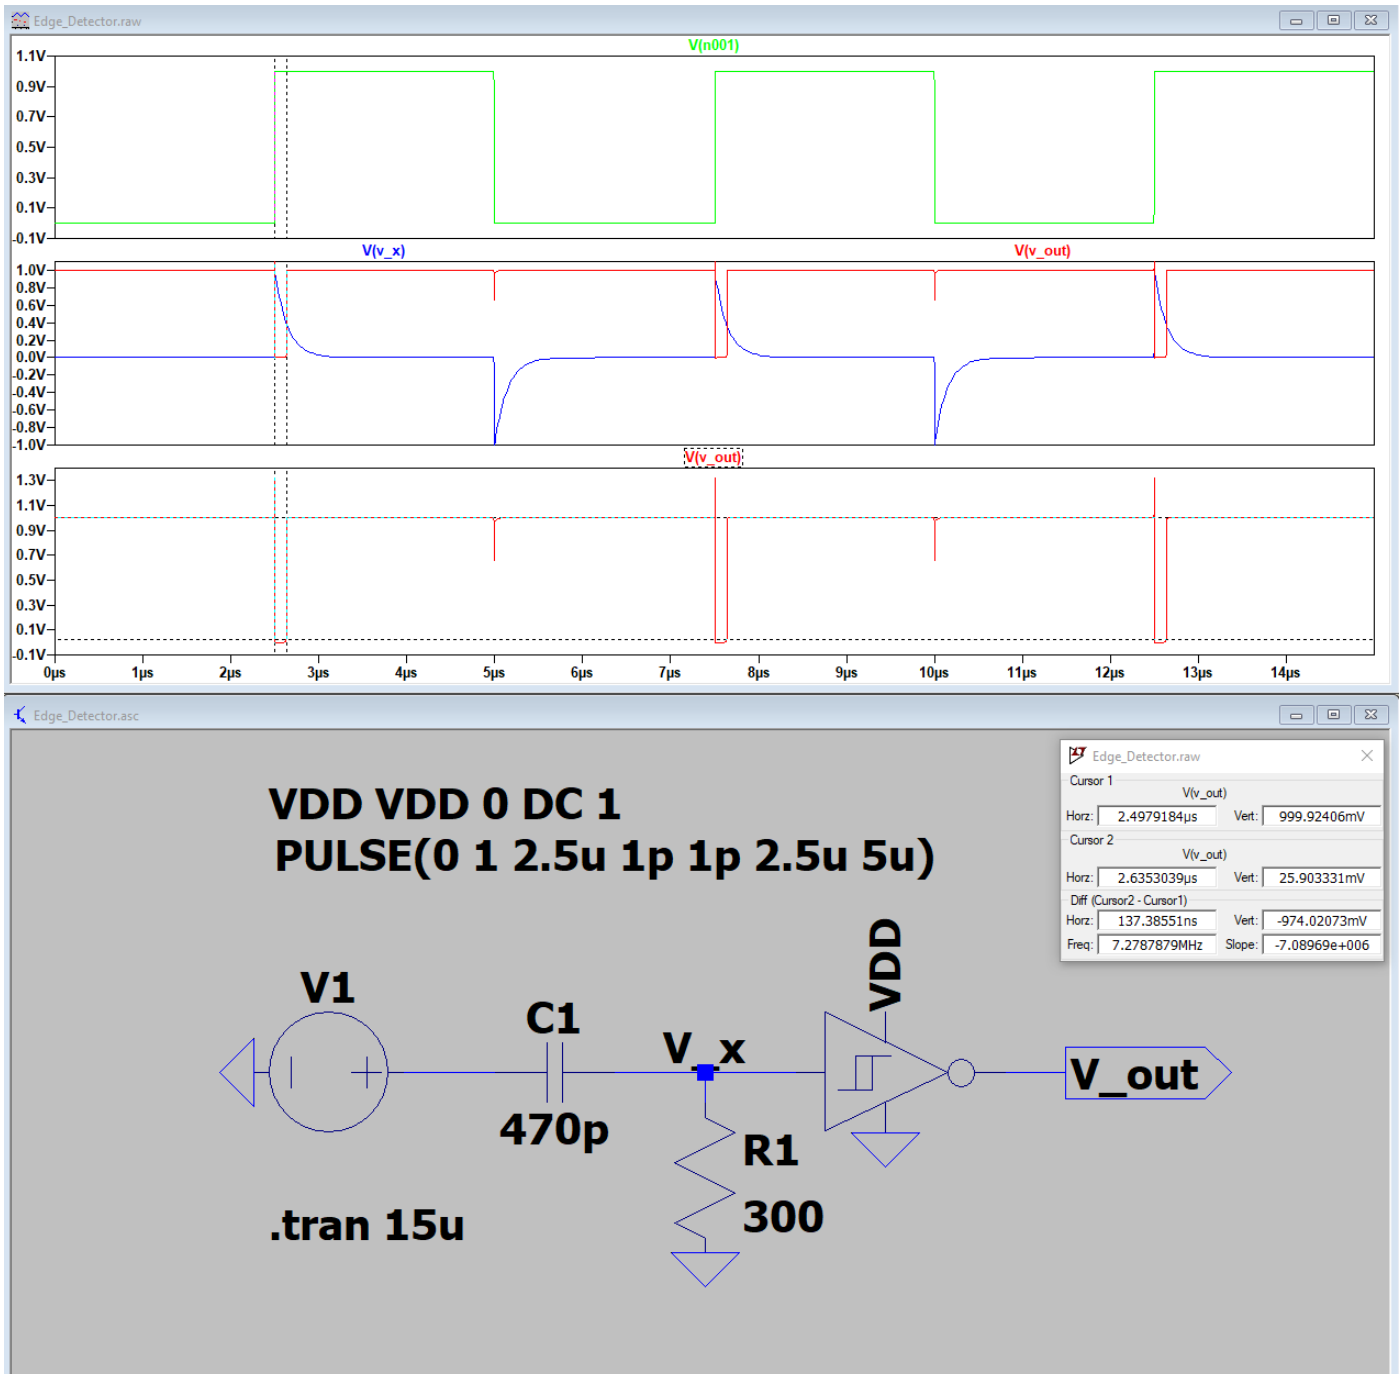 Edge_Detector.raw
V(n001)
1.1V
0.9V
0.7V
0.5V
0.3V
0.1V
-0.1V
V(v_x)
V(v_out)
1.0V
0.8V
0.6V
0.4V
0.2V
0.0V
-0.2V
-0.4V
-0.6V
-0.8V
-1.0V
V(v_out)
1.3V
1.1V
0.9V
0.7V
0.5V
0.3V
0.1V
-0.1V
0µs 1µs 2µs 3µs 4µs 5µs 6µs 7µs 8µs 9µs 10µs 11µs 12µs 13µs 14µs
Edge_Detector.asc
VDD VDD 0 DC 1
PULSE(0 1 2.5u 1p 1p 2.5u 5u)
V1
C1
470p
V_x
VDD
V_out
R1
300
.tran 15u
Edge_Detector.raw
Cursor 1
V(v_out)
Horz: 2.4979184µs Vert: 999.92406mV
Cursor 2
V(v_out)
Horz: 2.6353039µs Vert: 25.903331mV
Diff (Cursor2 - Cursor1)
Horz: 137.38551ns Vert: -974.02073mV
Freq: 7.2787879MHz Slope: -7.08969e+006